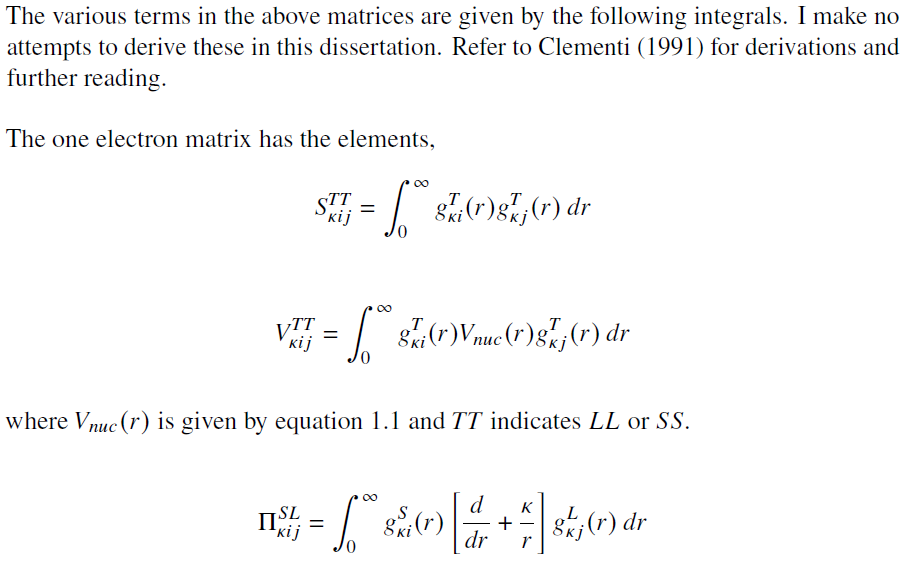 The various terms in the above matrices are given by the following integrals. I make no
attempts to derive these in this dissertation. Refer to Clementi (1991) for derivations and
further reading.
The one electron matrix has the elements,
$S^{TT}_{\kappa ij} = \int_0^\infty g^T_{\kappa i}(r) g^T_{\kappa j}(r) \, dr$
$V^{TT}_{\kappa ij} = \int_0^\infty g^T_{\kappa i}(r) V_{nuc}(r) g^T_{\kappa j}(r) \, dr$
where $V_{nuc}(r)$ is given by equation 1.1 and $TT$ indicates $LL$ or $SS$.
$\Pi^{SL}_{\kappa ij} = \int_0^\infty g^S_{\kappa i}(r) \left[ \frac{d}{dr} + \frac{\kappa}{r} \right] g^L_{\kappa j}(r) \, dr$